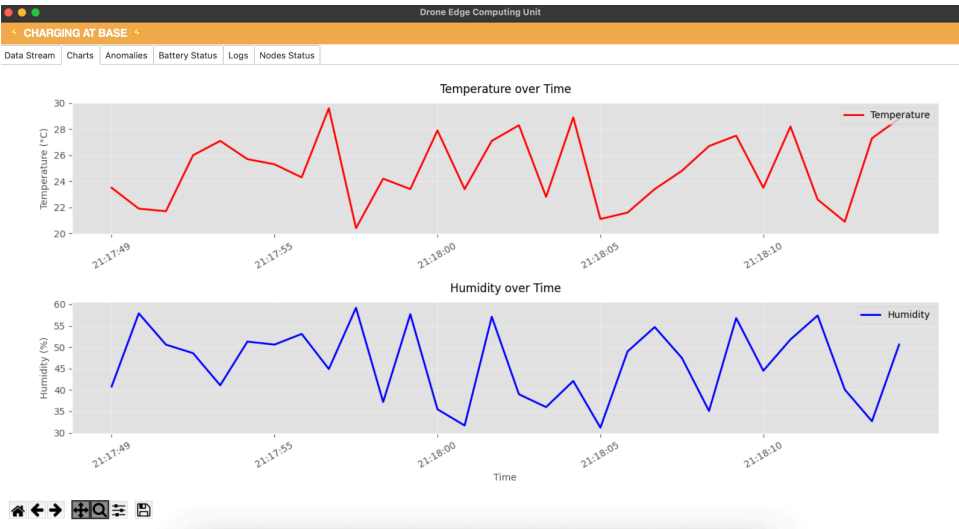 Drone Edge Computing Unit
⚡ CHARGING AT BASE ⚡
Data Stream Charts Anomalies Battery Status Logs Nodes Status
Temperature over Time
Temperature (°C)
30
28
26
24
22
20
Temperature
21:17:49 21:17:55 21:18:00 21:18:05 21:18:10
Humidity over Time
Humidity (%)
60
55
50
45
40
35
30
Humidity
21:17:49 21:17:55 21:18:00 21:18:05 21:18:10
Time